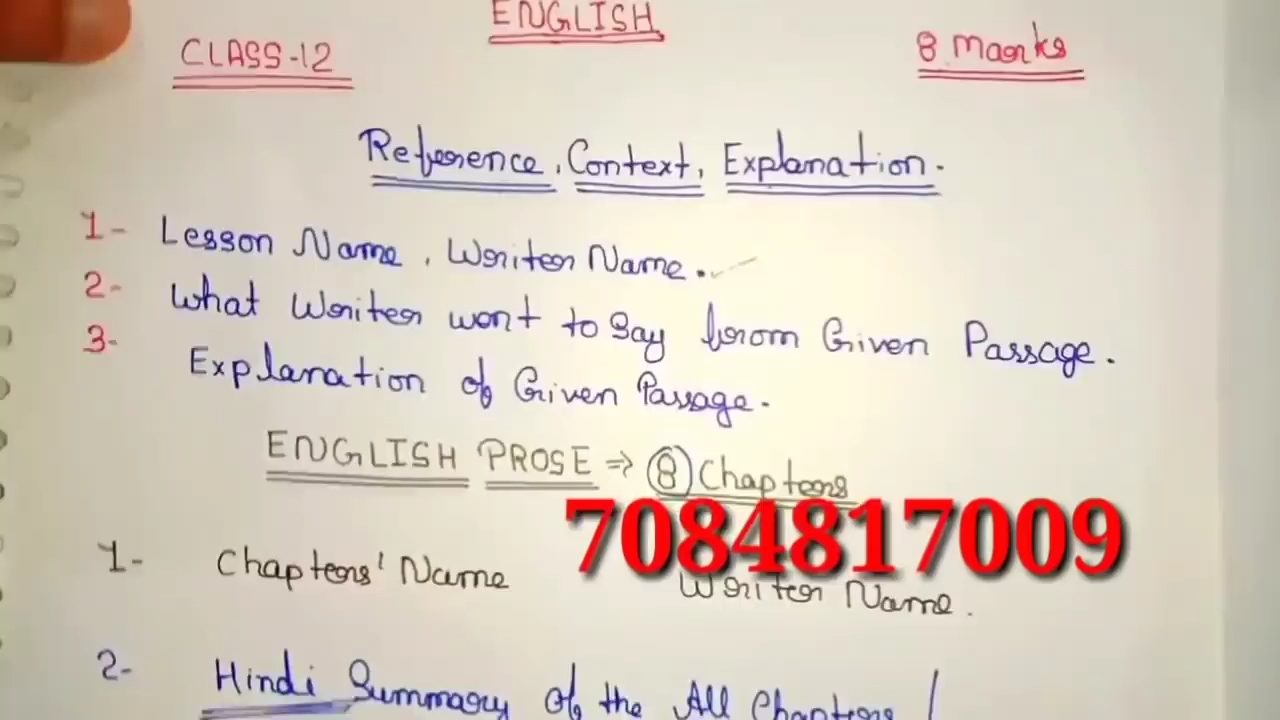 ENGLISH
CLASS-12
8 Marks
Reference, Context, Explanation.
1- Lesson Name, Writer Name.
2- What Writer want to Say from Given Passage.
3- Explanation of Given Passage.
ENGLISH PROSE ⇒ 8 Chapters
7084817009
1- Chapters' Name Writer Name.
2- Hindi Summary of the All Chapters